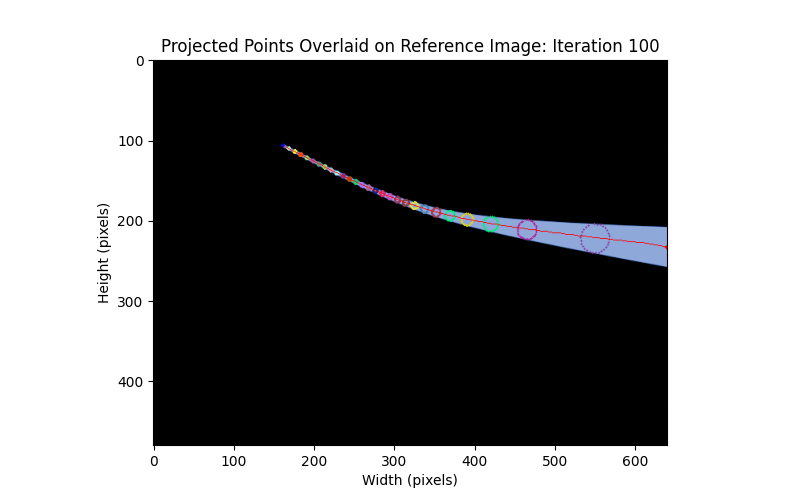 Projected Points Overlaid on Reference Image: Iteration 100
0
100
200
300
400
Height (pixels)
0 100 200 300 400 500 600
Width (pixels)